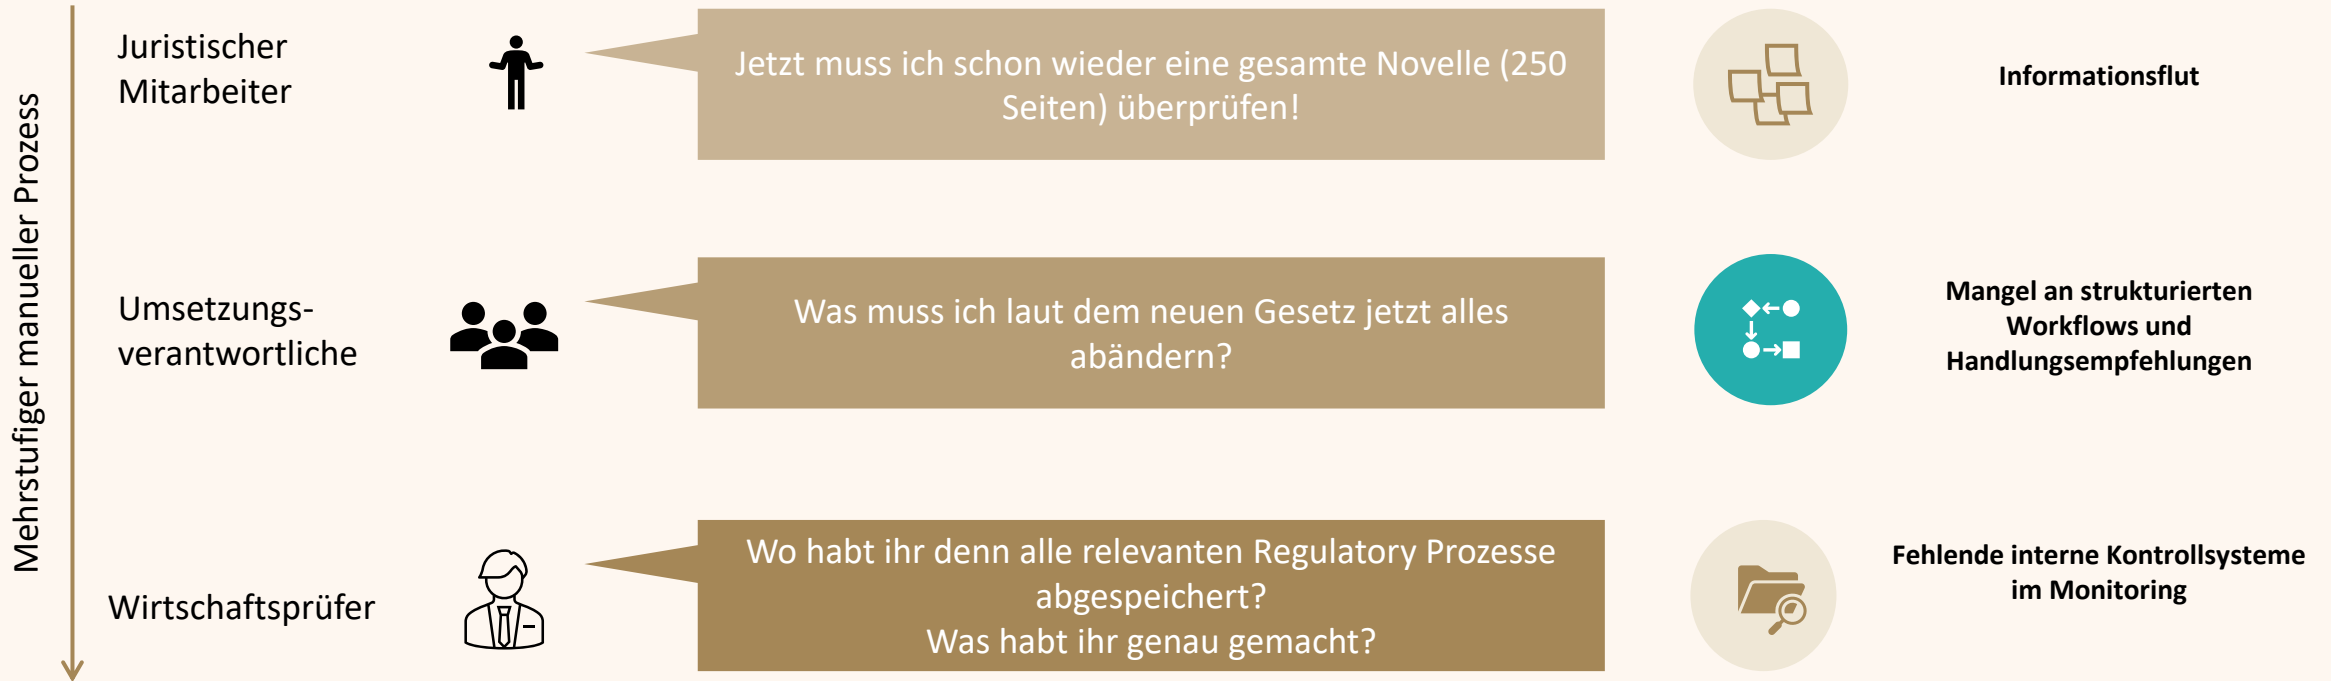 Mehrstufiger manueller Prozess
Juristischer
Mitarbeiter
Jetzt muss ich schon wieder eine gesamte Novelle (250
Seiten) überprüfen!
Informationsflut
Umsetzungs-
verantwortliche
Was muss ich laut dem neuen Gesetz jetzt alles
abändern?
Mangel an strukturierten
Workflows und
Handlungsempfehlungen
Wirtschaftsprüfer
Wo habt ihr denn alle relevanten Regulatory Prozesse
abgespeichert?
Was habt ihr genau gemacht?
Fehlende interne Kontrollsysteme
im Monitoring